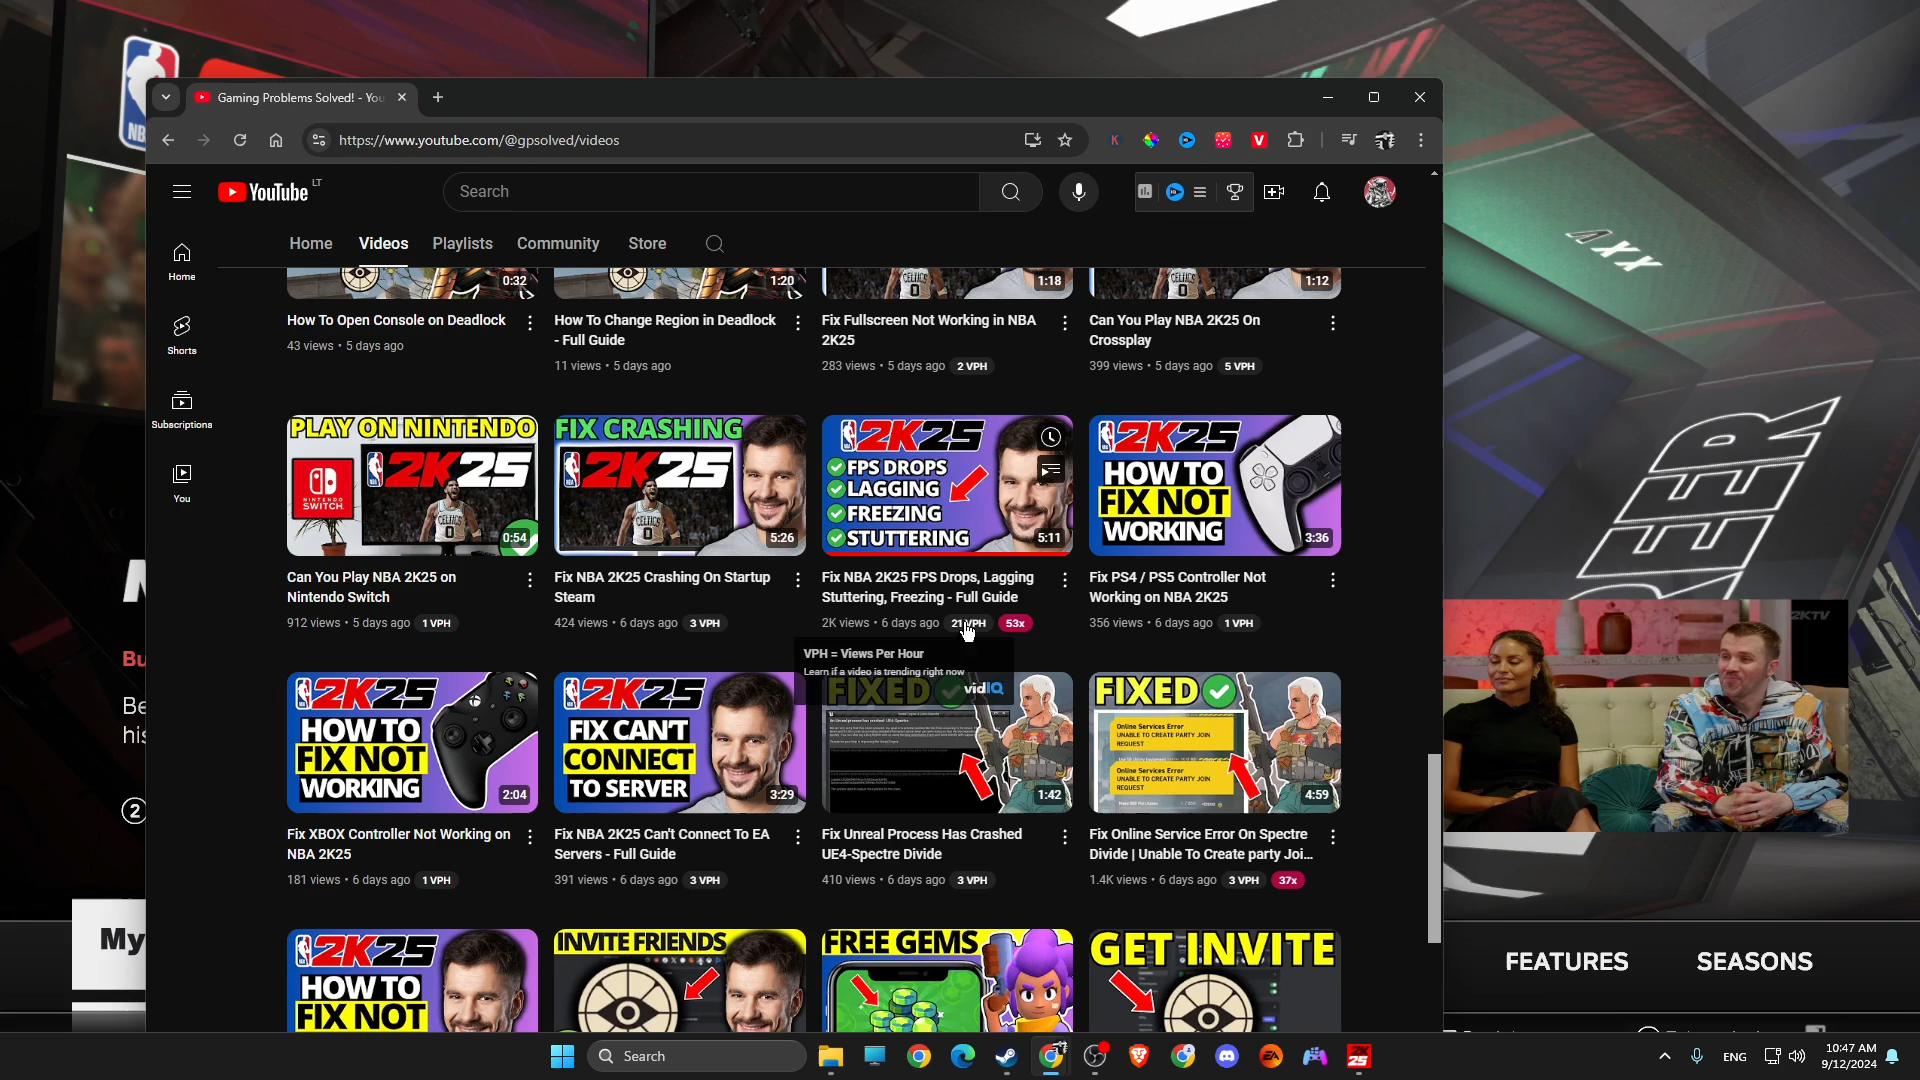 Gaming Problems Solved! - You
https://www.youtube.com/@gpsolved/videos
YouTube LT
Search
Home
Videos
Playlists
Community
Store
Home
Shorts
Subscriptions
You
0:32
1:20
1:18
1:12
How To Open Console on Deadlock
43 views • 5 days ago
How To Change Region in Deadlock
- Full Guide
11 views • 5 days ago
Fix Fullscreen Not Working in NBA
2K25
283 views • 5 days ago 2 VPH
Can You Play NBA 2K25 On
Crossplay
399 views • 5 days ago 5 VPH
PLAY ON NINTENDO
NINTENDO
SWITCH
2K25
CELTICS
0
0:54
FIX CRASHING
2K25
CELTICS
0
5:26
2K25
FPS DROPS
LAGGING
FREEZING
STUTTERING
5:11
2K25
HOW TO
FIX NOT
WORKING
3:36
Can You Play NBA 2K25 on
Nintendo Switch
912 views • 5 days ago 1 VPH
Fix NBA 2K25 Crashing On Startup
Steam
424 views • 6 days ago 3 VPH
Fix NBA 2K25 FPS Drops, Lagging
Stuttering, Freezing - Full Guide
2K views • 6 days ago 21 VPH 53x
Fix PS4 / PS5 Controller Not
Working on NBA 2K25
356 views • 6 days ago 1 VPH
VPH = Views Per Hour
Learn if a video is trending right now
vidIQ
2K25
HOW TO
FIX NOT
WORKING
2:04
2K25
FIX CAN'T
CONNECT
TO SERVER
3:29
FIXED
1:42
FIXED
Online Services Error
UNABLE TO CREATE PARTY JOIN
REQUEST
Online Services Error
UNABLE TO CREATE PARTY JOIN
REQUEST
4:59
Fix XBOX Controller Not Working on
NBA 2K25
181 views • 6 days ago 1 VPH
Fix NBA 2K25 Can't Connect To EA
Servers - Full Guide
391 views • 6 days ago 3 VPH
Fix Unreal Process Has Crashed
UE4-Spectre Divide
410 views • 6 days ago 3 VPH
Fix Online Service Error On Spectre
Divide | Unable To Create party Joi...
1.4K views • 6 days ago 3 VPH 37x
2K25
HOW TO
FIX NOT
INVITE FRIENDS
FREE GEMS
GET INVITE
My
2
2KTV
FEATURES
SEASONS
Search
ENG
10:47 AM
9/12/2024